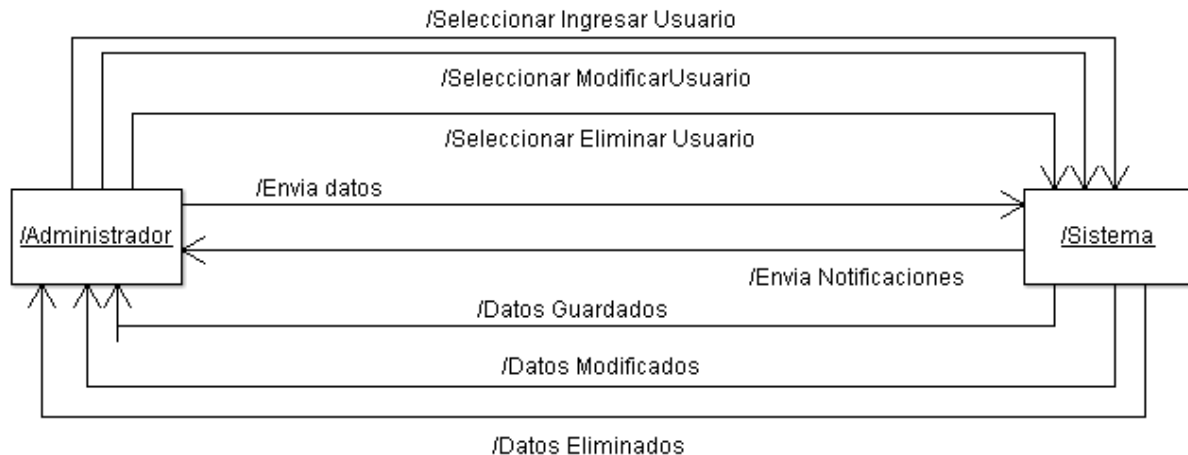 /Seleccionar Ingresar Usuario
/Seleccionar ModificarUsuario
/Seleccionar Eliminar Usuario
/Envia datos
/Administrador
/Sistema
/Envia Notificaciones
/Datos Guardados
/Datos Modificados
/Datos Eliminados